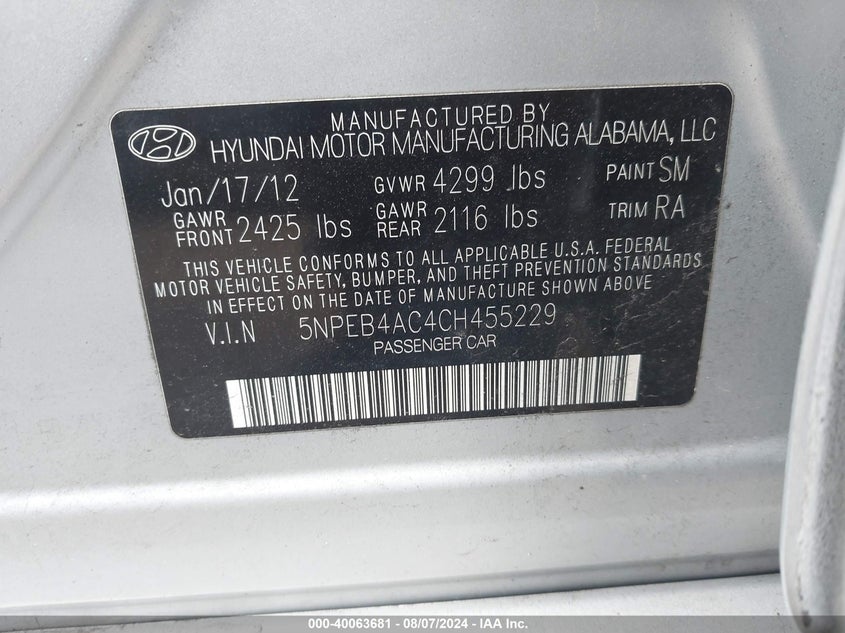 MANUFACTURED BY
HYUNDAI MOTOR MANUFACTURING ALABAMA, LLC
Jan/17/12 GVWR 4299 lbs PAINT SM
GAWR FRONT 2425 lbs GAWR REAR 2116 lbs TRIM RA
THIS VEHICLE CONFORMS TO ALL APPLICABLE U.S.A. FEDERAL
MOTOR VEHICLE SAFETY, BUMPER, AND THEFT PREVENTION STANDARDS
IN EFFECT ON THE DATE OF MANUFACTURE SHOWN ABOVE.
V.I.N 5NPEB4AC4CH455229
PASSENGER CAR
000-40063681 - 08/07/2024 - IAA Inc.